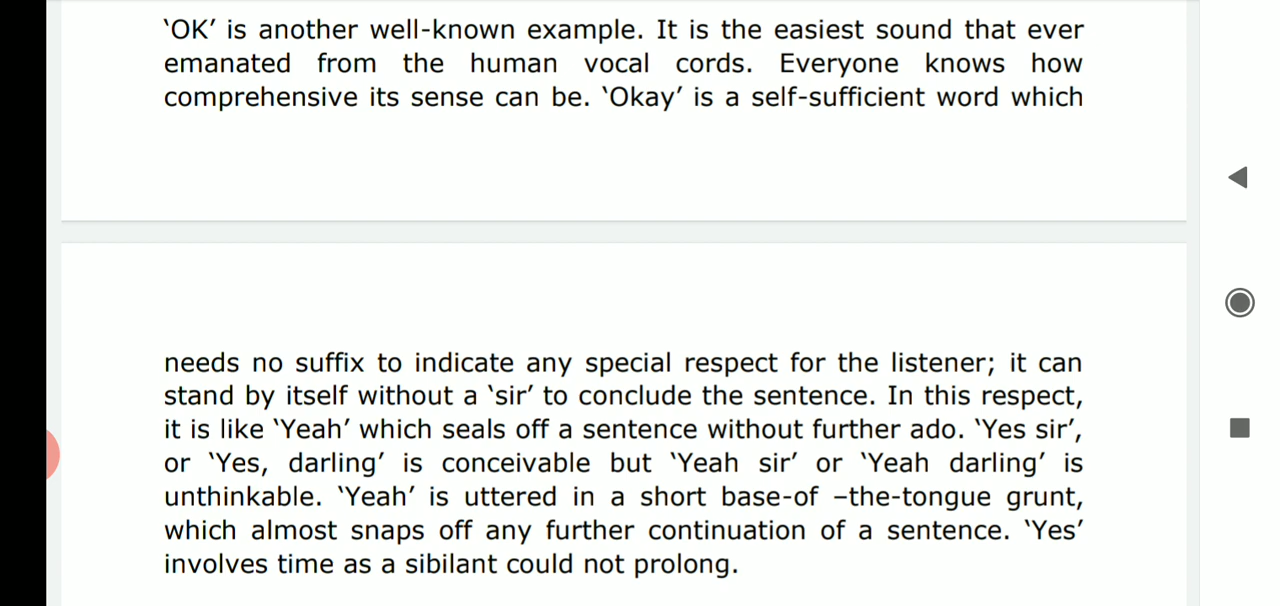 ‘OK’ is another well-known example. It is the easiest sound that ever
emanated from the human vocal cords. Everyone knows how
comprehensive its sense can be. ‘Okay’ is a self-sufficient word which
needs no suffix to indicate any special respect for the listener; it can
stand by itself without a ‘sir’ to conclude the sentence. In this respect,
it is like ‘Yeah’ which seals off a sentence without further ado. ‘Yes sir’,
or ‘Yes, darling’ is conceivable but ‘Yeah sir’ or ‘Yeah darling’ is
unthinkable. ‘Yeah’ is uttered in a short base-of –the-tongue grunt,
which almost snaps off any further continuation of a sentence. ‘Yes’
involves time as a sibilant could not prolong.